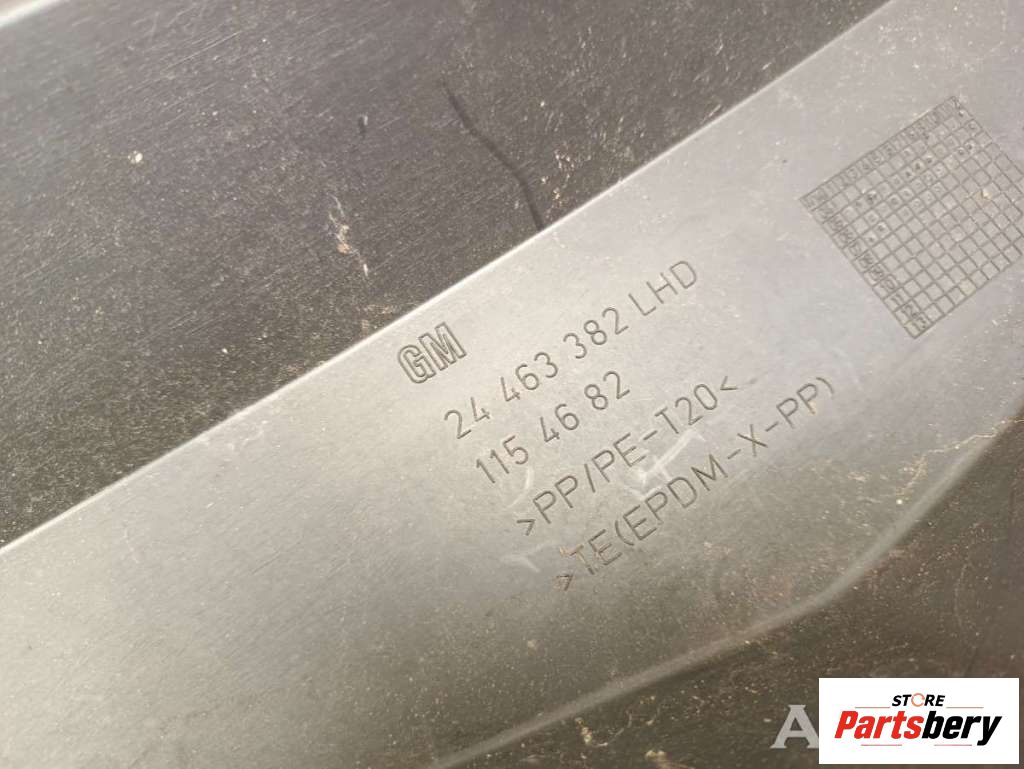 GM
24 463 382 LHD
115 46 82
>PP/PE-T20<
>TE(EPDM-X-PP)
A
STORE
Partsbery